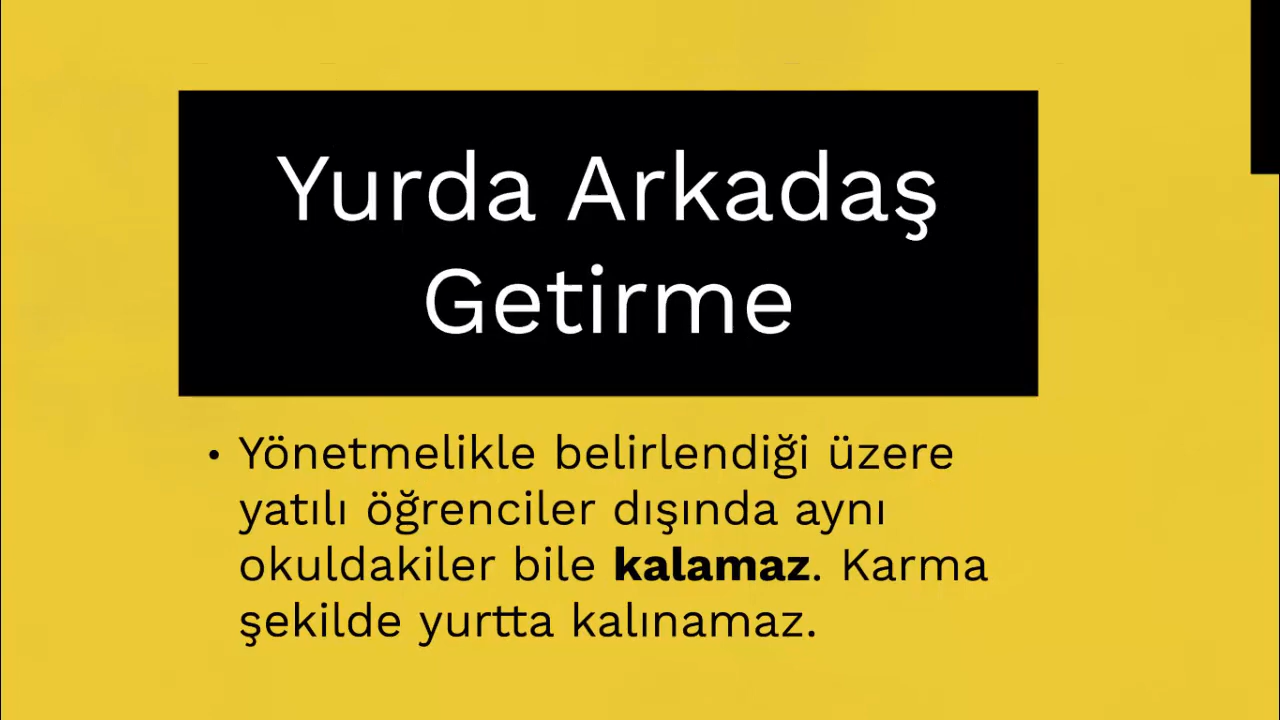 Yurda Arkadaş
Getirme
• Yönetmelikle belirlendiği üzere
yatılı öğrenciler dışında aynı
okuldakiler bile kalamaz. Karma
şekilde yurtta kalınamaz.